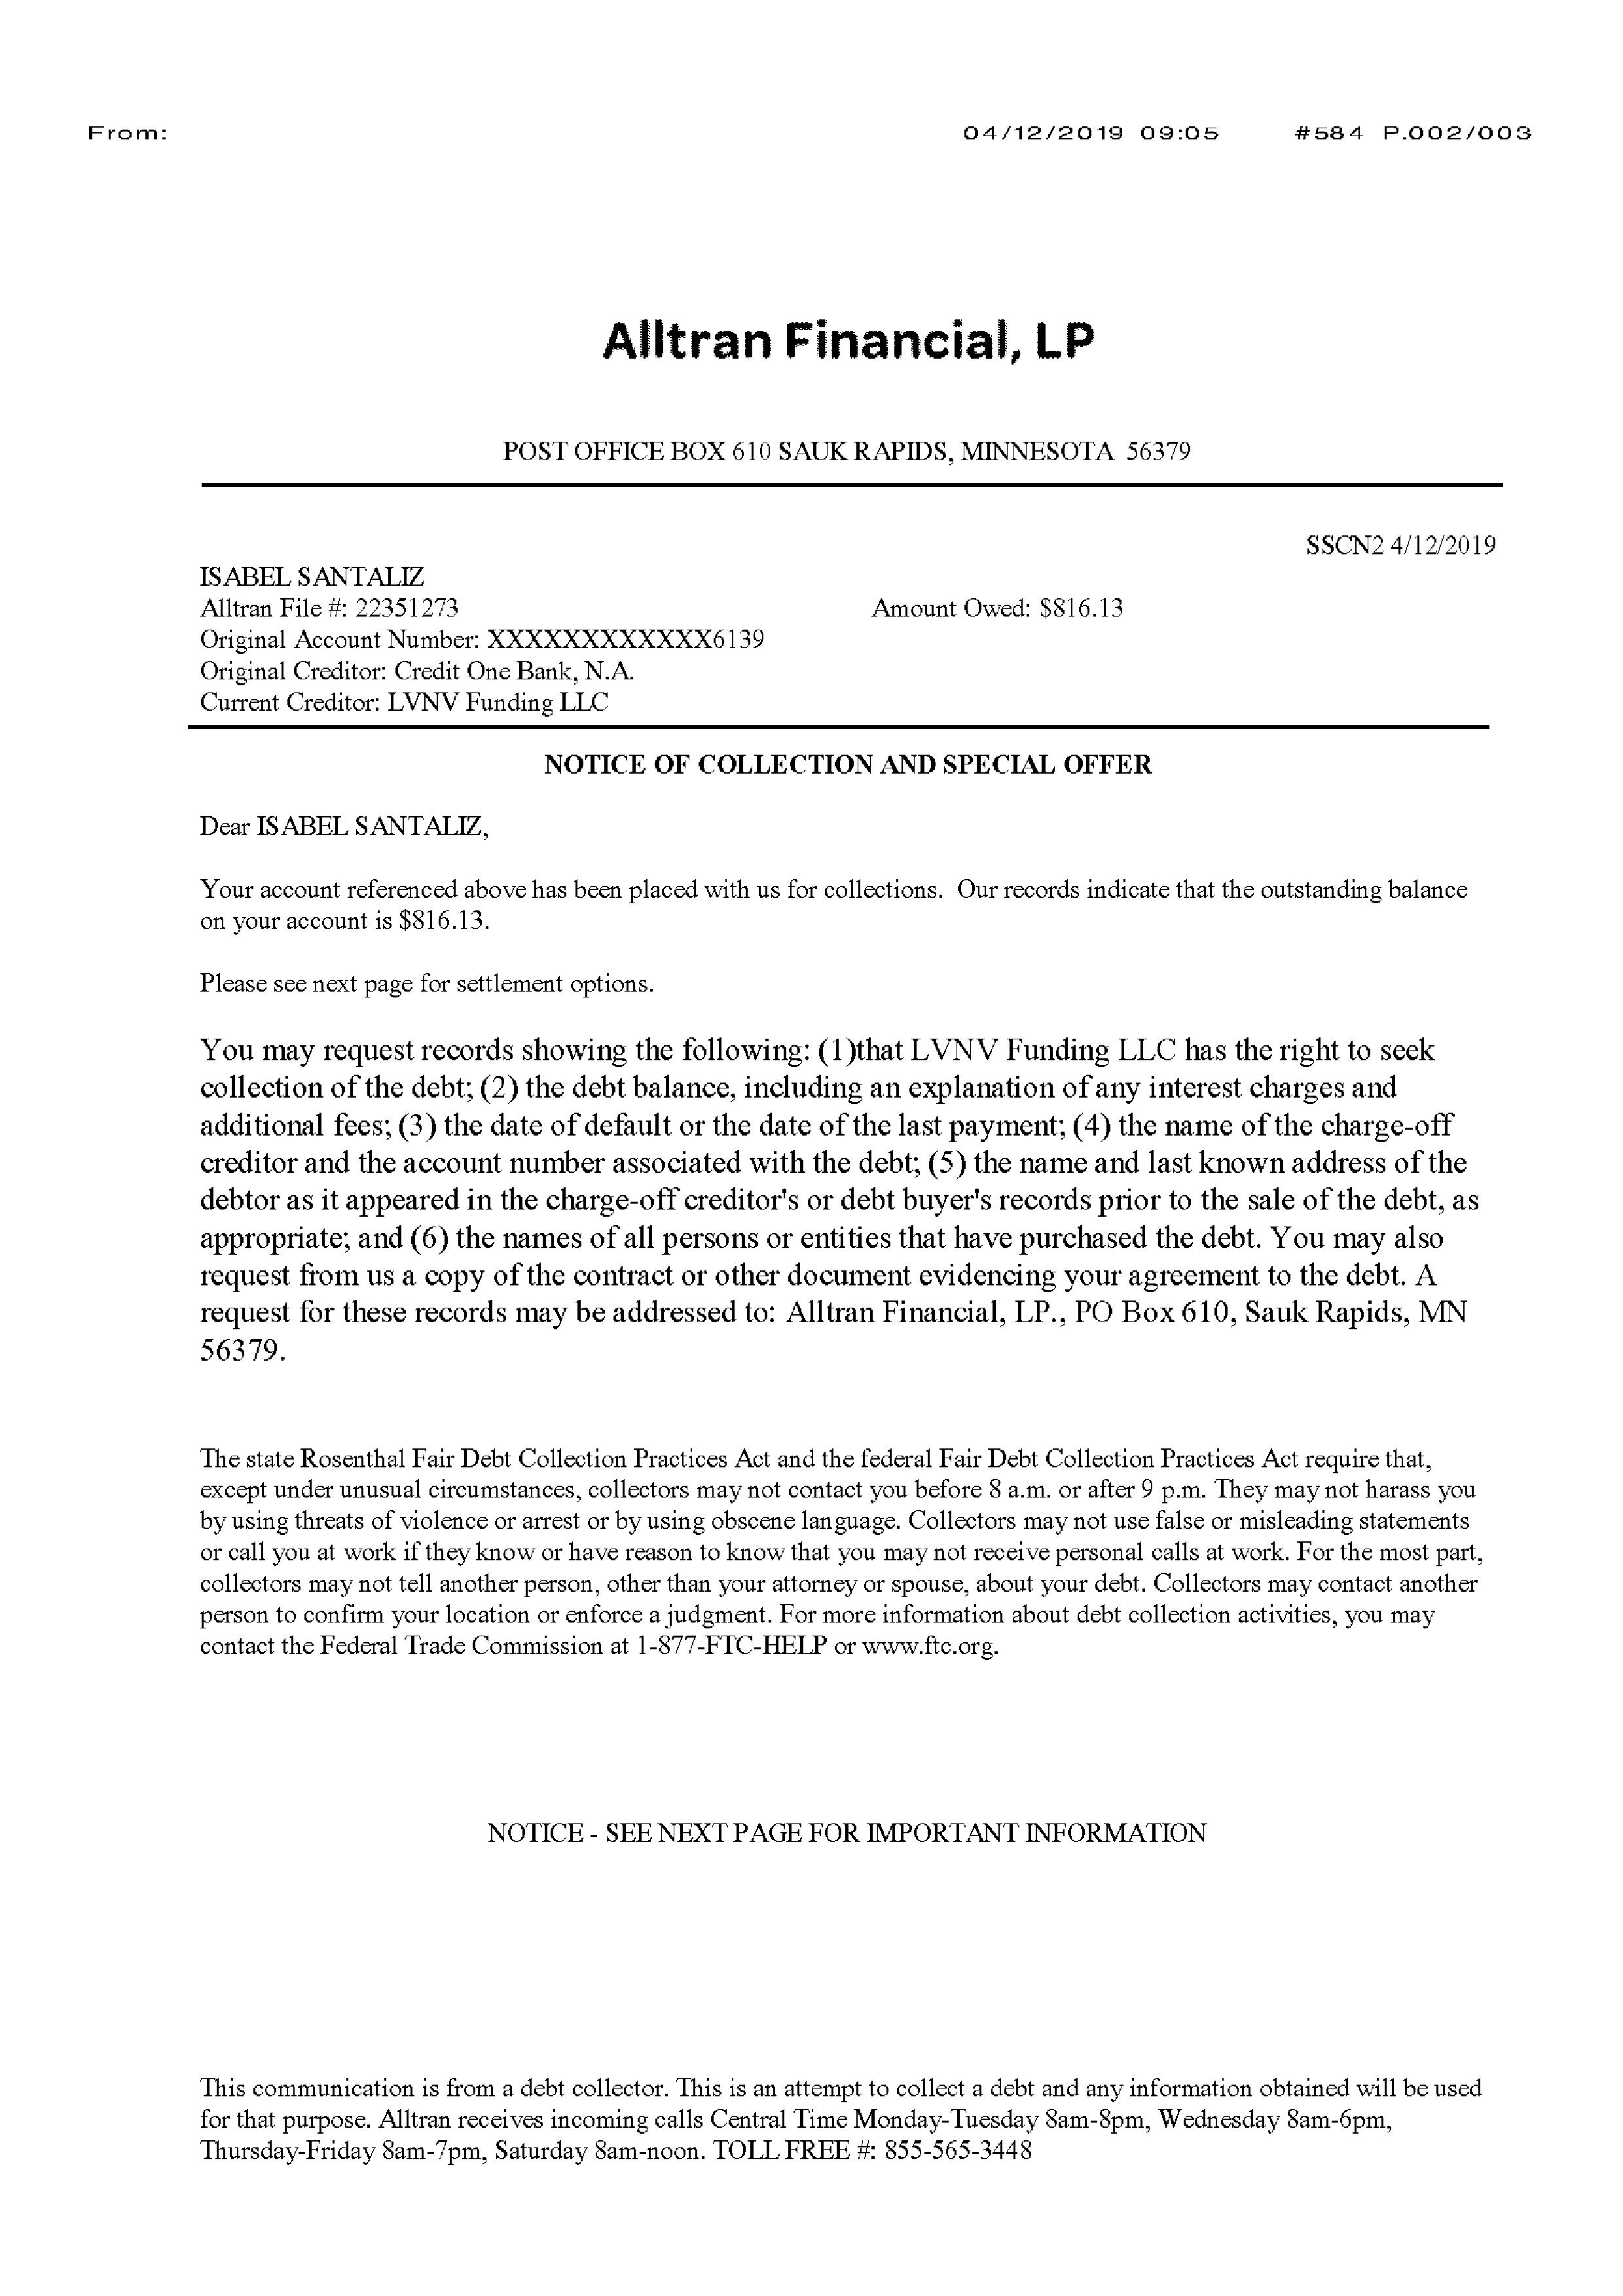 From: 04/12/2019 09:05 #584 P.002/003
Alltran Financial, LP
POST OFFICE BOX 610 SAUK RAPIDS, MINNESOTA 56379
SSCN2 4/12/2019
ISABEL SANTALIZ
Alltran File #: 22351273 Amount Owed: $816.13
Original Account Number: XXXXXXXXXXXX6139
Original Creditor: Credit One Bank, N.A.
Current Creditor: LVNV Funding LLC
NOTICE OF COLLECTION AND SPECIAL OFFER
Dear ISABEL SANTALIZ,
Your account referenced above has been placed with us for collections. Our records indicate that the outstanding balance
on your account is $816.13.
Please see next page for settlement options.
You may request records showing the following: (1)that LVNV Funding LLC has the right to seek
collection of the debt; (2) the debt balance, including an explanation of any interest charges and
additional fees; (3) the date of default or the date of the last payment; (4) the name of the charge-off
creditor and the account number associated with the debt; (5) the name and last known address of the
debtor as it appeared in the charge-off creditor's or debt buyer's records prior to the sale of the debt, as
appropriate; and (6) the names of all persons or entities that have purchased the debt. You may also
request from us a copy of the contract or other document evidencing your agreement to the debt. A
request for these records may be addressed to: Alltran Financial, LP., PO Box 610, Sauk Rapids, MN
56379.
The state Rosenthal Fair Debt Collection Practices Act and the federal Fair Debt Collection Practices Act require that,
except under unusual circumstances, collectors may not contact you before 8 a.m. or after 9 p.m. They may not harass you
by using threats of violence or arrest or by using obscene language. Collectors may not use false or misleading statements
or call you at work if they know or have reason to know that you may not receive personal calls at work. For the most part,
collectors may not tell another person, other than your attorney or spouse, about your debt. Collectors may contact another
person to confirm your location or enforce a judgment. For more information about debt collection activities, you may
contact the Federal Trade Commission at 1-877-FTC-HELP or www.ftc.org.
NOTICE - SEE NEXT PAGE FOR IMPORTANT INFORMATION
This communication is from a debt collector. This is an attempt to collect a debt and any information obtained will be used
for that purpose. Alltran receives incoming calls Central Time Monday-Tuesday 8am-8pm, Wednesday 8am-6pm,
Thursday-Friday 8am-7pm, Saturday 8am-noon. TOLL FREE #: 855-565-3448